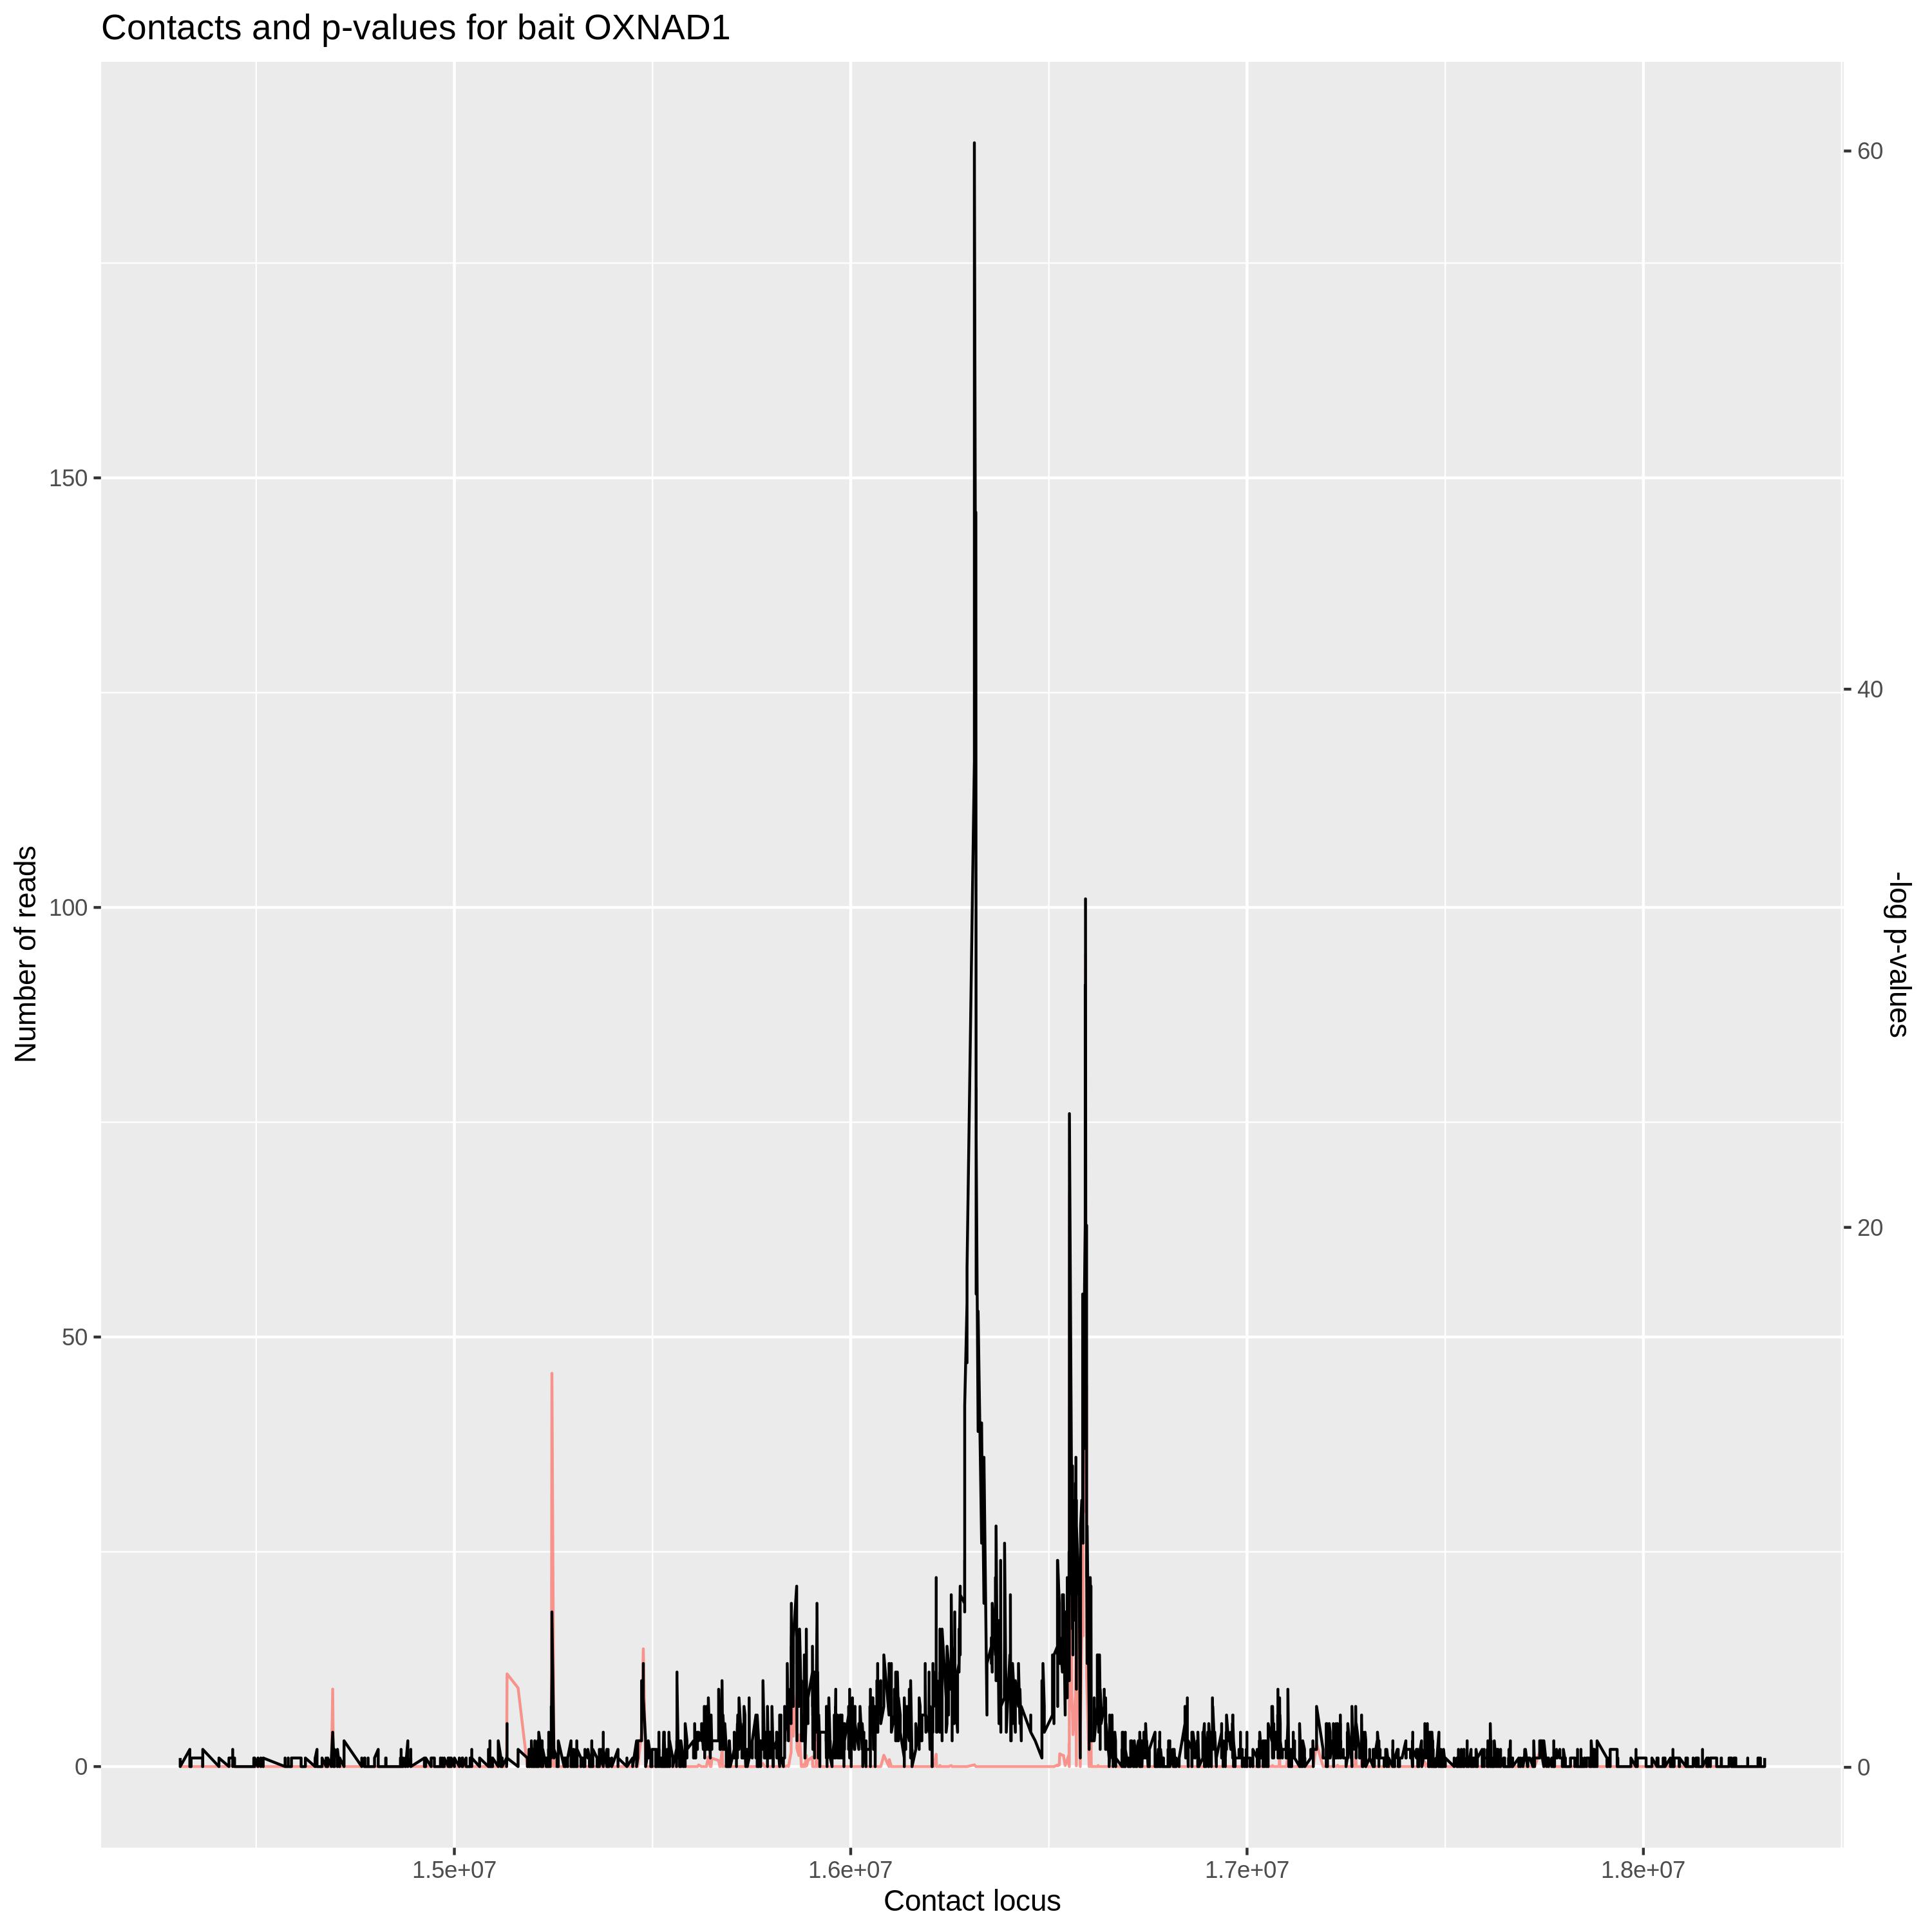 Contacts and p-values for bait OXNAD1
Number of reads
150
100
50
0
60
40
20
0
-log p-values
1.5e+07
1.6e+07
1.7e+07
1.8e+07
Contact locus